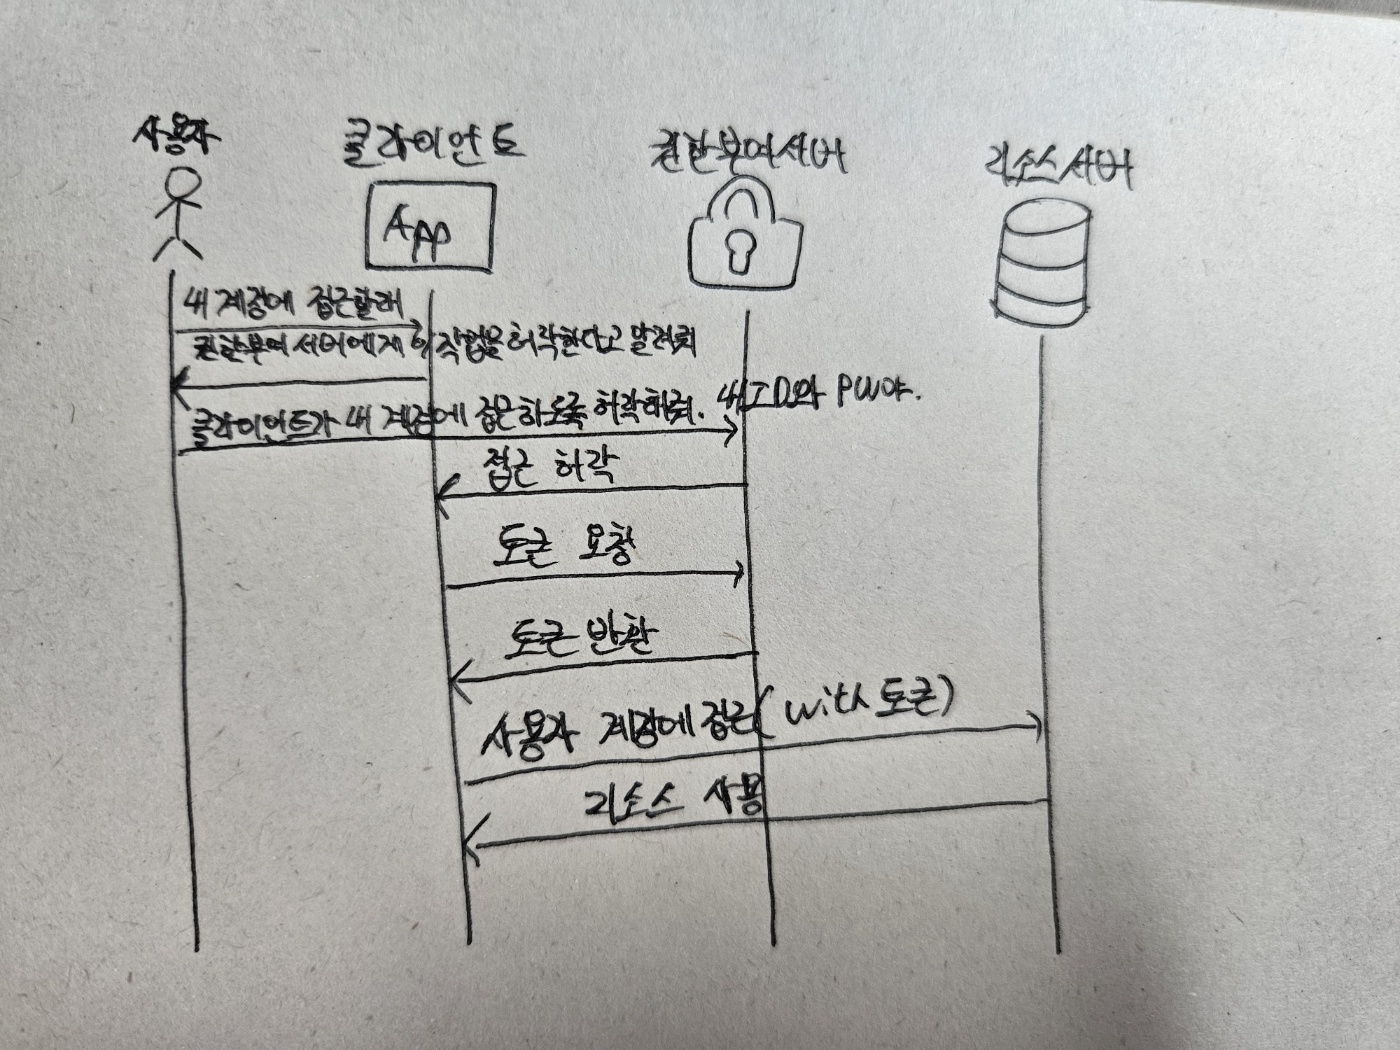 사용자
클라이언트
권한부여서버
리소스서버
App
내 계정에 접근할래
권한부여 서버에게 이 작업을 허락한다고 알려줘
클라이언트가 내 계정에 접근하도록 허락해줘. 내 ID와 PW야.
접근 허락
토큰 요청
토큰 반환
사용자 계정에 접근(with 토큰)
리소스 사용